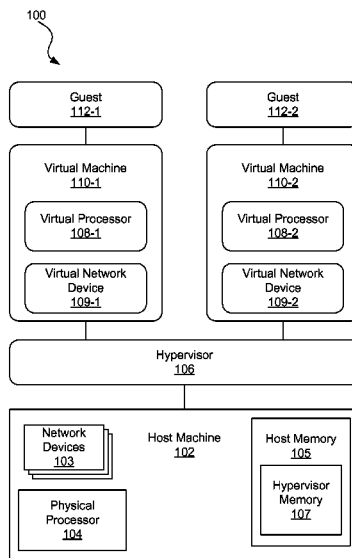 100
Guest
112-1
Guest
112-2
Virtual Machine
110-1
Virtual Processor
108-1
Virtual Network
Device
109-1
Virtual Machine
110-2
Virtual Processor
108-2
Virtual Network
Device
109-2
Hypervisor
106
Network
Devices
103
Host Machine
102
Physical
Processor
104
Host Memory
105
Hypervisor
Memory
107